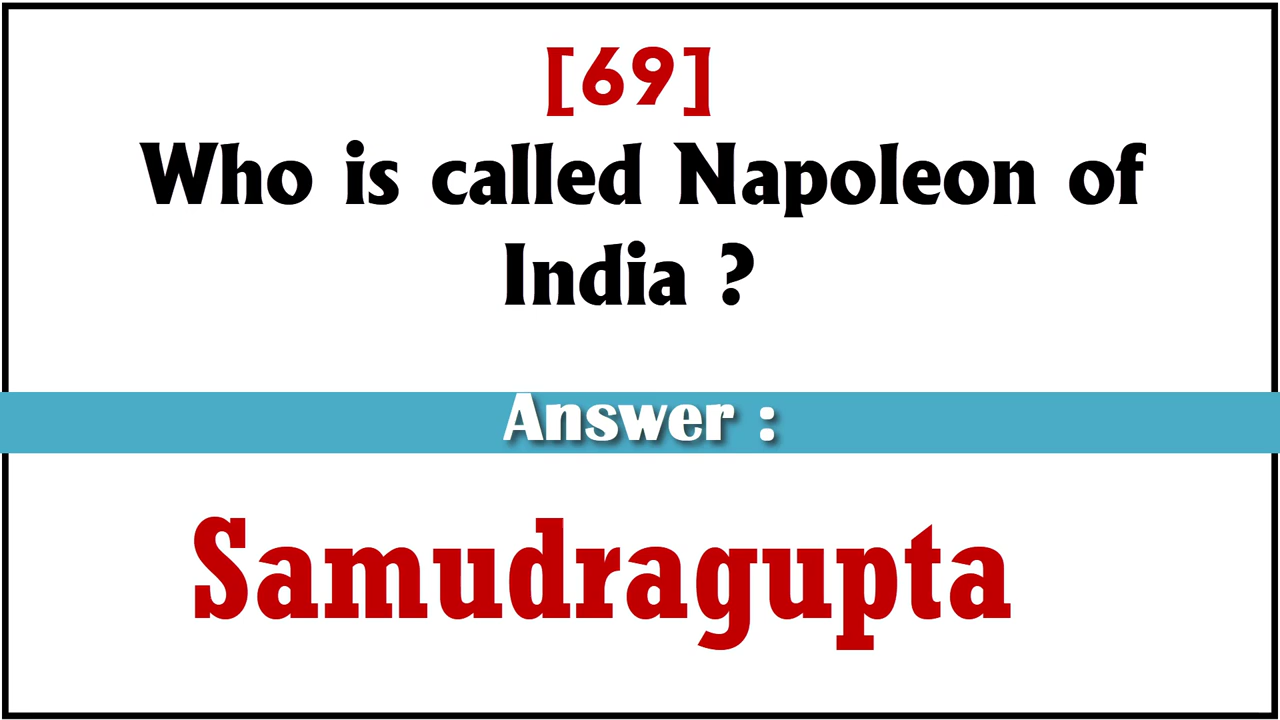 [69]
Who is called Napoleon of
India ?
Answer :
Samudragupta